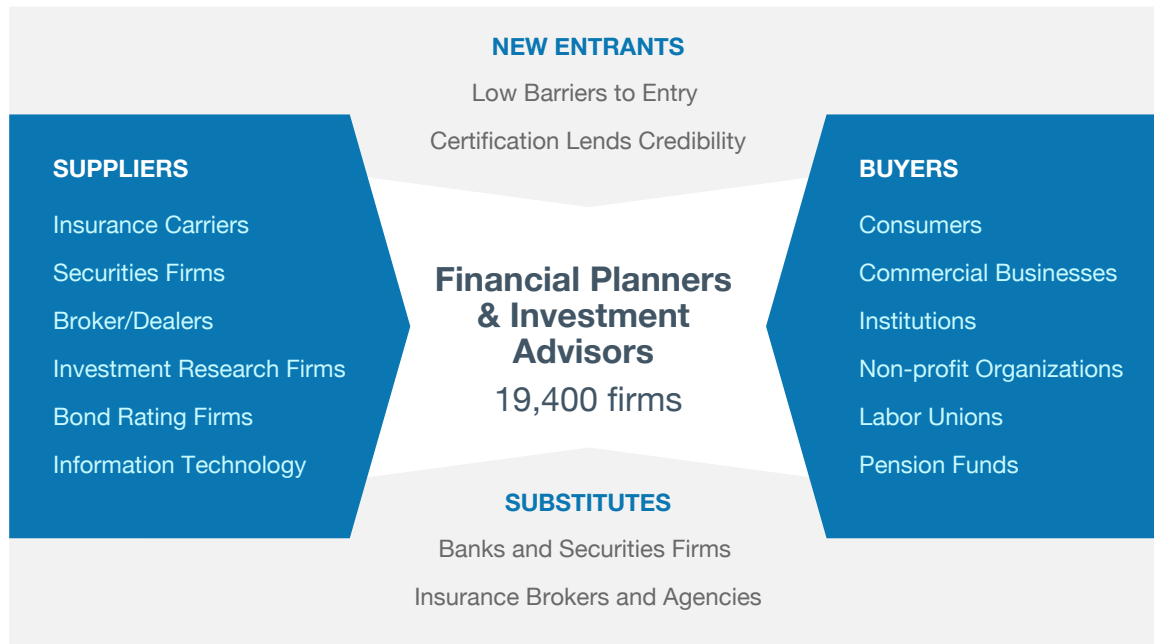 NEW ENTRANTS
Low Barriers to Entry
Certification Lends Credibility
SUPPLIERS
Insurance Carriers
Securities Firms
Broker/Dealers
Investment Research Firms
Bond Rating Firms
Information Technology
Financial Planners
& Investment
Advisors
19,400 firms
BUYERS
Consumers
Commercial Businesses
Institutions
Non-profit Organizations
Labor Unions
Pension Funds
SUBSTITUTES
Banks and Securities Firms
Insurance Brokers and Agencies